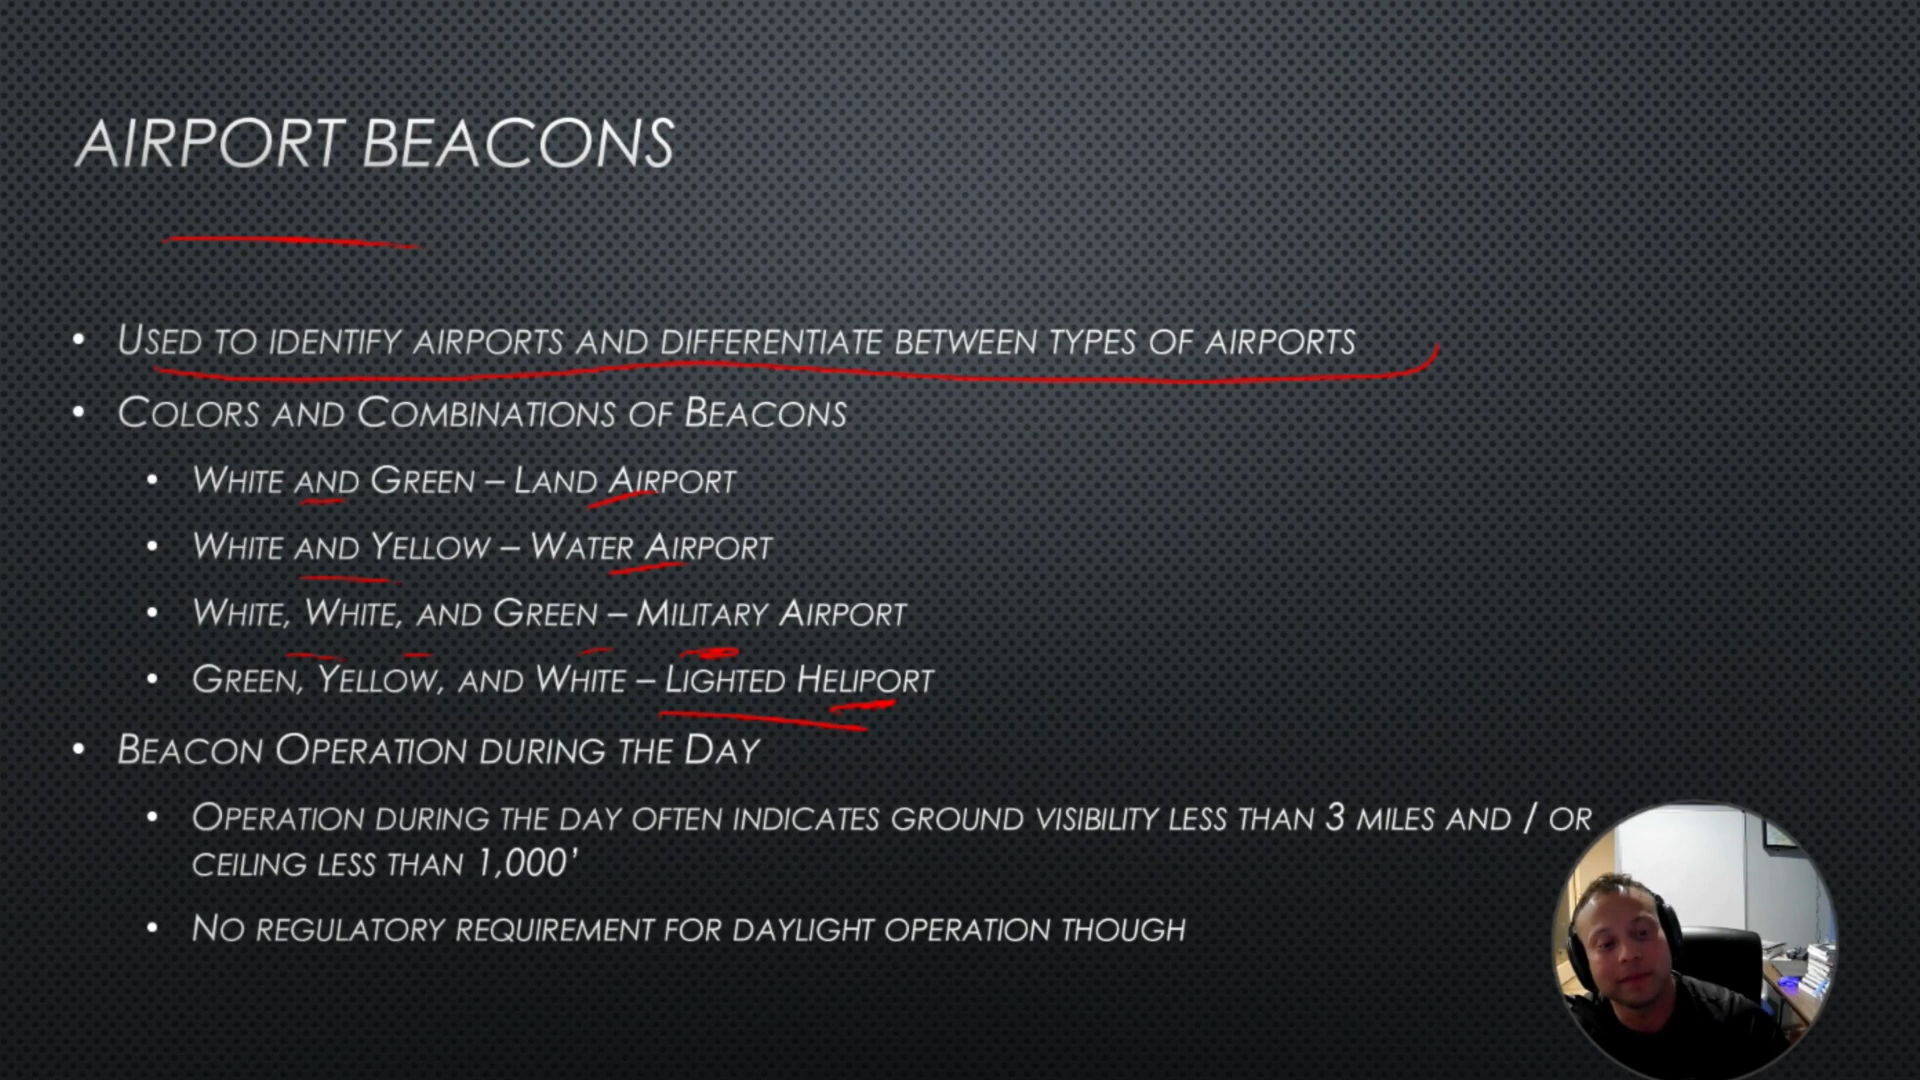 AIRPORT BEACONS
• USED TO IDENTIFY AIRPORTS AND DIFFERENTIATE BETWEEN TYPES OF AIRPORTS
• COLORS AND COMBINATIONS OF BEACONS
• WHITE AND GREEN – LAND AIRPORT
• WHITE AND YELLOW – WATER AIRPORT
• WHITE, WHITE, AND GREEN – MILITARY AIRPORT
• GREEN, YELLOW, AND WHITE – LIGHTED HELIPORT
• BEACON OPERATION DURING THE DAY
• OPERATION DURING THE DAY OFTEN INDICATES GROUND VISIBILITY LESS THAN 3 MILES AND / OR
CEILING LESS THAN 1,000’
• NO REGULATORY REQUIREMENT FOR DAYLIGHT OPERATION THOUGH